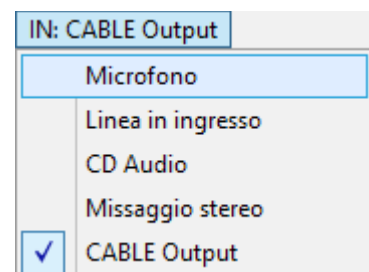 IN: CABLE Output
Microfono
Linea in ingresso
CD Audio
Missaggio stereo
CABLE Output